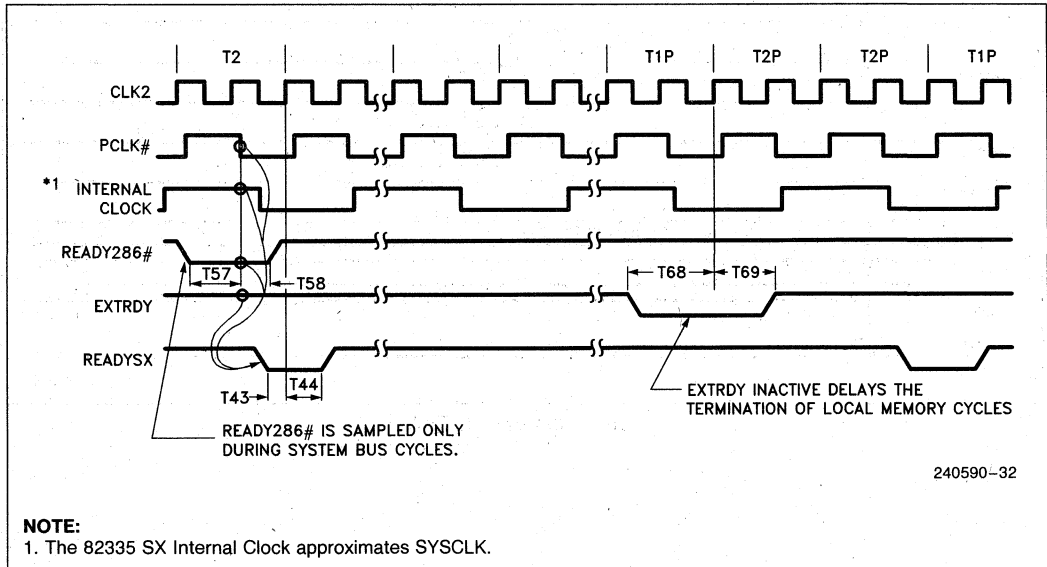 T2 T1P T2P T2P T1P
CLK2
PCLK#
*1 INTERNAL
CLOCK
READY286#
T57 T58 T68 T69
EXTRDY
READYSX
T43 T44
EXTRDY INACTIVE DELAYS THE
TERMINATION OF LOCAL MEMORY CYCLES
READY286# IS SAMPLED ONLY
DURING SYSTEM BUS CYCLES.
240590-32
NOTE:
1. The 82335 SX Internal Clock approximates SYSCLK.